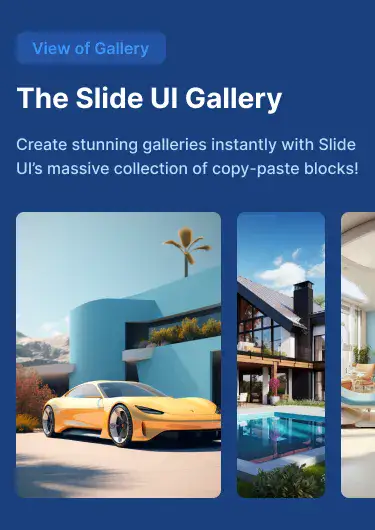 View of Gallery
The Slide UI Gallery
Create stunning galleries instantly with Slide
UI’s massive collection of copy-paste blocks!